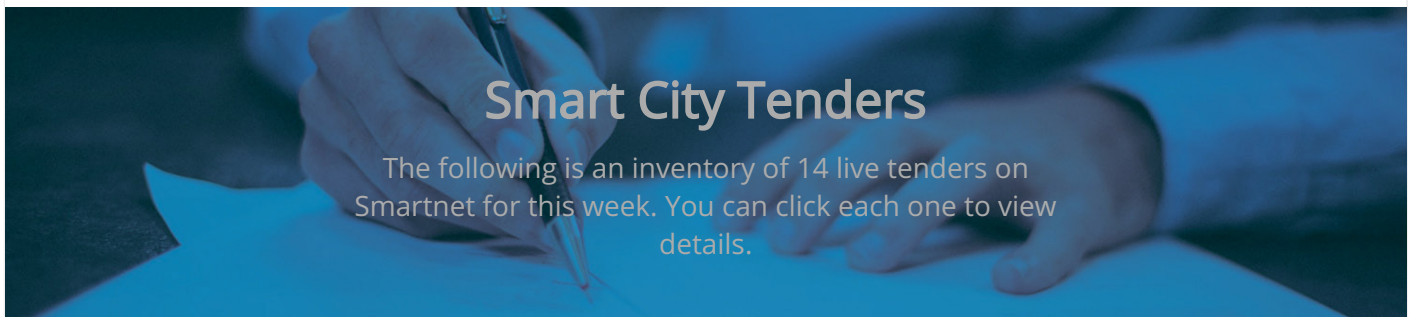 Smart City Tenders
The following is an inventory of 14 live tenders on
Smartnet for this week. You can click each one to view
details.